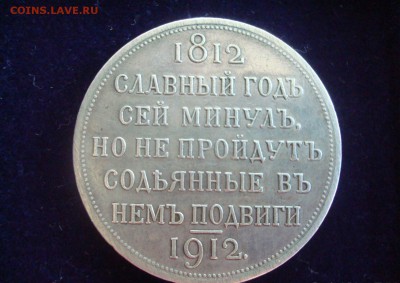 COINS.LAVE.RU
1812
СЛАВНЫЙ ГОДЪ
СЕЙ МИНУЛЪ,
НО НЕ ПРОЙДУТЪ
СОДѢЯННЫЕ ВЪ
НЕМЪ ПОДВИГИ
1912.